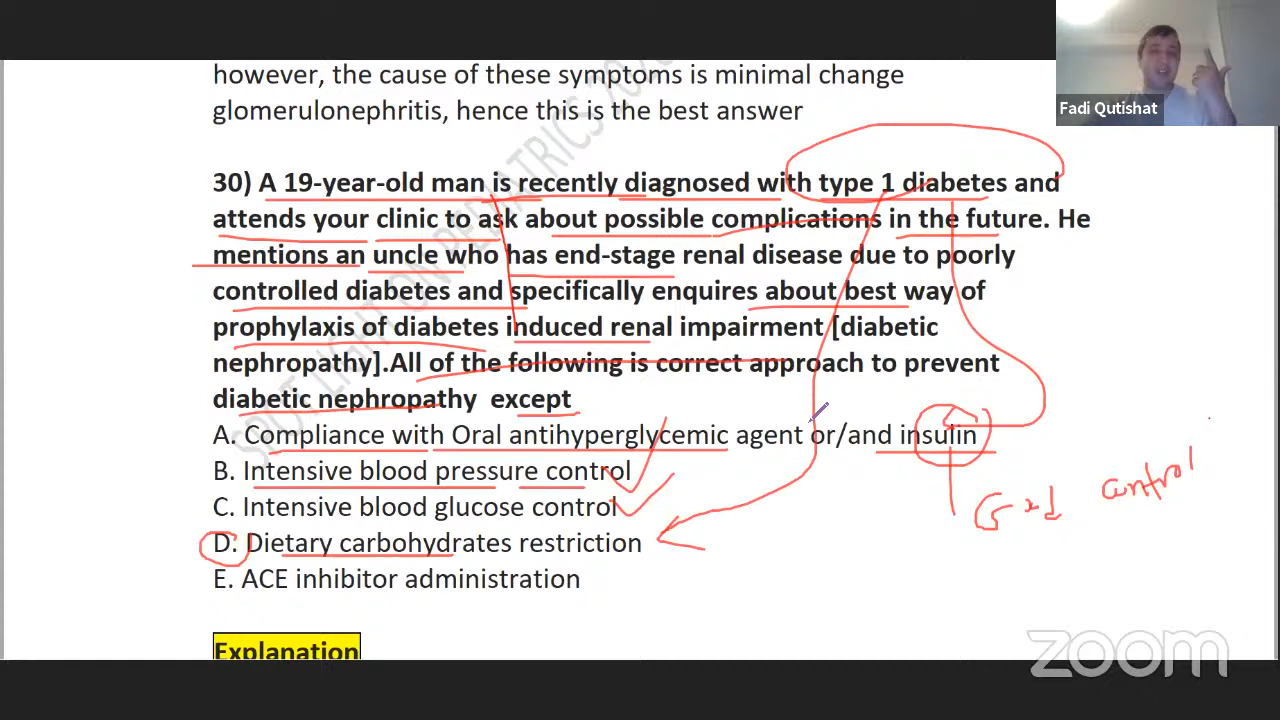 however, the cause of these symptoms is minimal change
glomerulonephritis, hence this is the best answer
Fadi Qutishat
30) A 19-year-old man is recently diagnosed with type 1 diabetes and
attends your clinic to ask about possible complications in the future. He
mentions an uncle who has end-stage renal disease due to poorly
controlled diabetes and specifically enquires about best way of
prophylaxis of diabetes induced renal impairment [diabetic
nephropathy].All of the following is correct approach to prevent
diabetic nephropathy except
A. Compliance with Oral antihyperglycemic agent or/and insulin
B. Intensive blood pressure control
C. Intensive blood glucose control
D. Dietary carbohydrates restriction
E. ACE inhibitor administration
control
Explanation
zoom
SPOT LIGHT ON PEDIATRICS